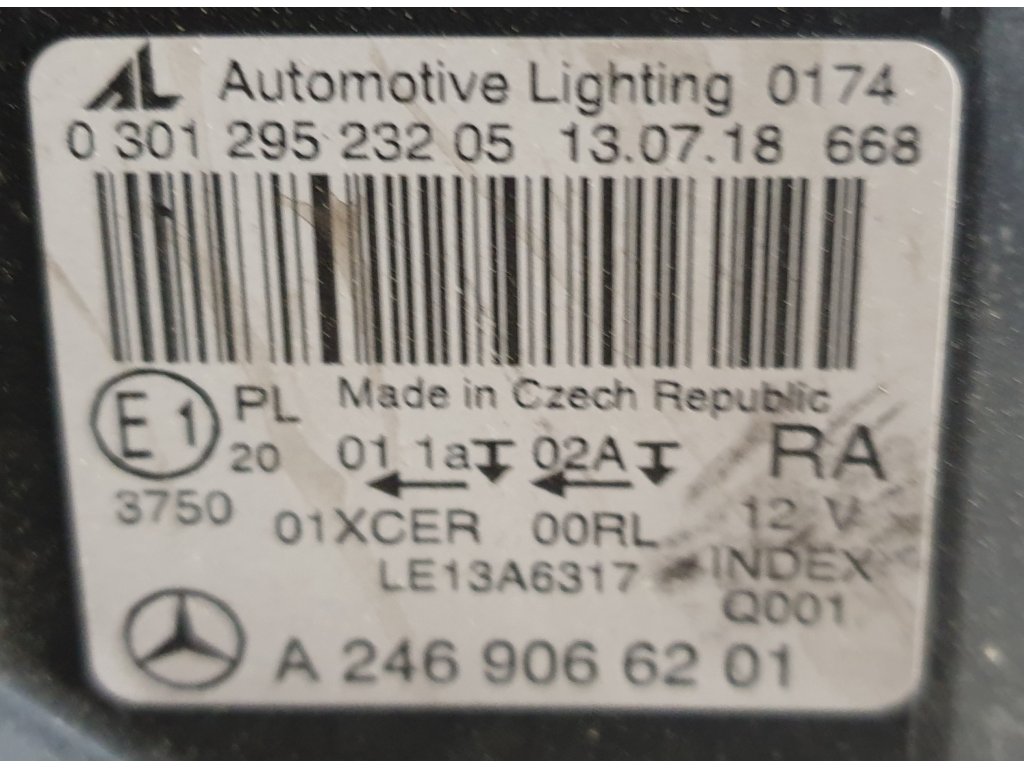 AL Automotive Lighting 0174
0 301 295 232 05 13.07.18 668
E1 PL Made in Czech Republic
20 01 1a 02A RA
3750 01XCER 00RL 12 V
LE13A6317 INDEX
Q001
A 246 906 62 01